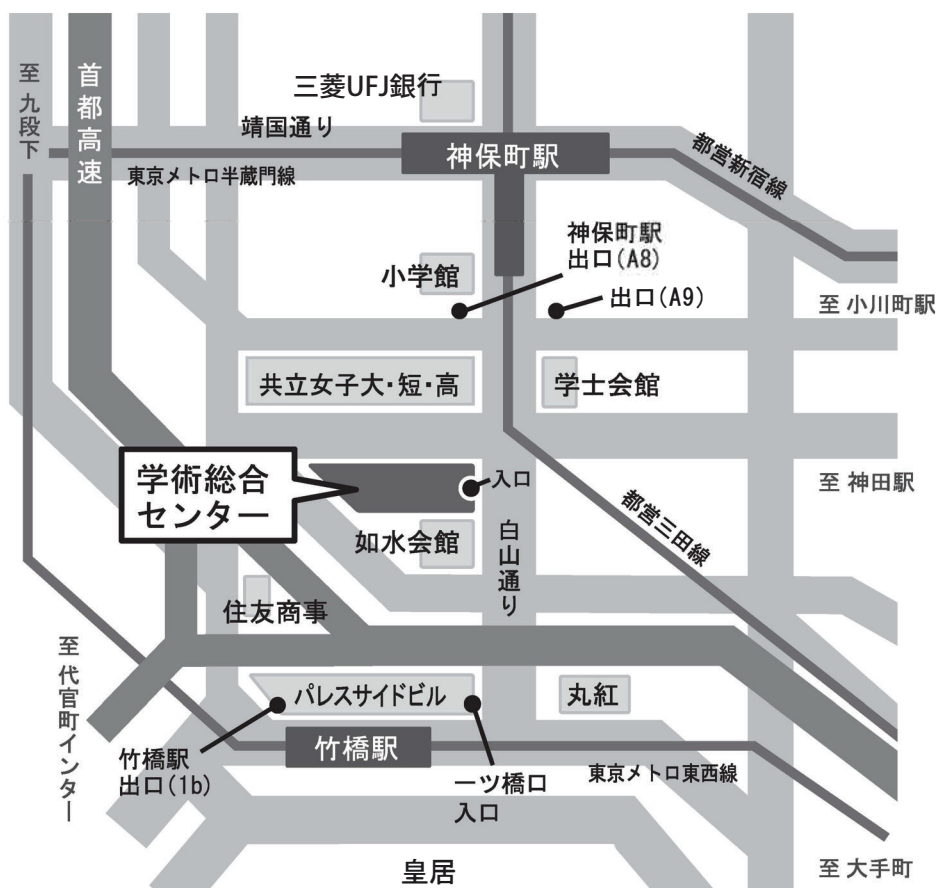 三菱UFJ銀行
至 九段下
首都高速
靖国通り
神保町駅
都営新宿線
東京メトロ半蔵門線
神保町駅
出口(A8)
小学館
出口(A9)
至 小川町駅
共立女子大・短・高
学士会館
学術総合
センター
入口
至 神田駅
都営三田線
如水会館
白山通り
住友商事
至 代官町インター
パレスサイドビル
丸紅
竹橋駅
竹橋駅
出口(1b)
一ツ橋口
入口
東京メトロ東西線
皇居
至 大手町